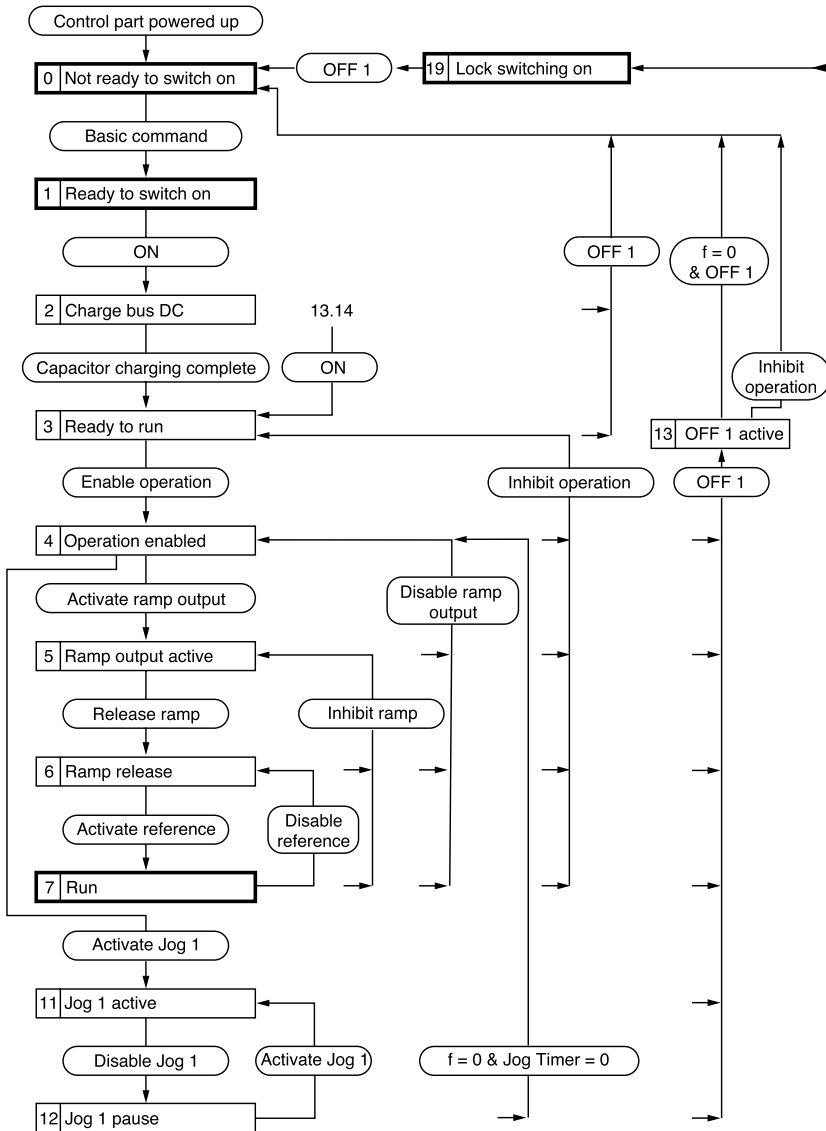 Control part powered up
0 Not ready to switch on
OFF 1
19 Lock switching on
Basic command
1 Ready to switch on
ON
OFF 1
f = 0
& OFF 1
2 Charge bus DC
13.14
Capacitor charging complete
ON
Inhibit
operation
3 Ready to run
13 OFF 1 active
Enable operation
Inhibit operation
OFF 1
4 Operation enabled
Activate ramp output
Disable ramp
output
5 Ramp output active
Release ramp
Inhibit ramp
6 Ramp release
Activate reference
Disable
reference
7 Run
Activate Jog 1
11 Jog 1 active
Disable Jog 1
Activate Jog 1
f = 0 & Jog Timer = 0
12 Jog 1 pause